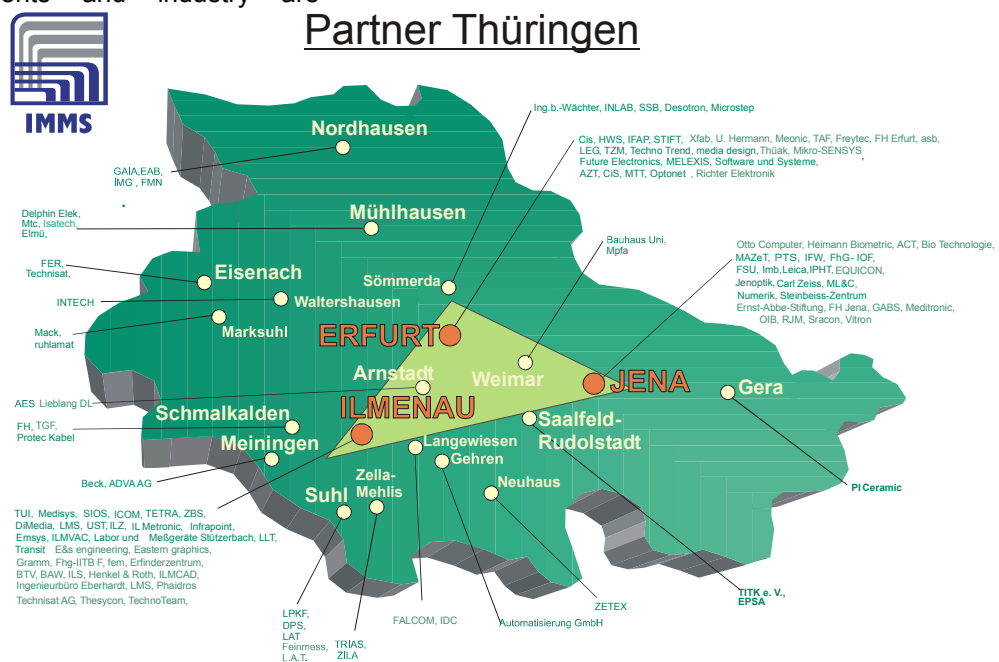 ents and industry are
Partner Thüringen
IMMS
Ing.b.-Wächter, INLAB, SSB, Desotron, Microstep
Nordhausen
Cis, HWS, IFAP, STIFT, Xfab, U. Hermann, Meonic, TAF, Freytec, FH Erfurt, asb,
LEG, TZM, Techno Trend, media design, Thüak, Mikro-SENSYS
Future Electronics, MELEXIS, Software und Systeme,
AZT, CiS, MTT, Optonet , Richter Elektronik
GAIA,EAB,
IMG , FMN
Mühlhausen
Delphin Elek,
Mtc, Isatech,
Elmü,
Bauhaus Uni,
Mpfa
Otto Computer, Heimann Biometric, ACT, Bio Technologie,
MAZeT, PTS, IFW, FhG- IOF,
FSU, Imb,Leica,IPHT, EQUICON,
Jenoptik, Carl Zeiss, ML&C,
Numerik, Steinbeiss-Zentrum
Ernst-Abbe-Stiftung, FH Jena, GABS, Meditronic,
OIB, RJM, Sracon, Vitron
FER,
Technisat,
Eisenach
Sömmerda
INTECH
Waltershausen
Marksuhl
Mack,
ruhlamat
ERFURT
Arnstadt
Weimar
JENA
Gera
AES Lieblang DL
ILMENAU
Schmalkalden
FH, TGF,
Protec Kabel
Saalfeld-
Rudolstadt
Meiningen
Langewiesen
Gehren
Beck, ADVA AG
Zella-
Mehlis
Suhl
Neuhaus
PI Ceramic
TUI, Medisys, SIOS, ICOM, TETRA, ZBS,
DiMedia, LMS, UST, ILZ, IL Metronic, Infrapoint,
Emsys, ILMVAC, Labor und Meßgeräte Stützerbach, LLT,
Transit E&s engineering, Eastern graphics,
Gramm, Fhg-IITB F, fem, Erfinderzentrum,
BTV, BAW, ILS, Henkel & Roth, ILMCAD,
Ingenieurbüro Eberhardt, LMS, Phaidros
Technisat AG, Thesycon, TechnoTeam,
TITK e. V.,
EPSA
ZETEX
LPKF,
DPS,
LAT
Feinmess,
L.A.T.
TRIAS,
ZILA
FALCOM, IDC
Automatisierung GmbH